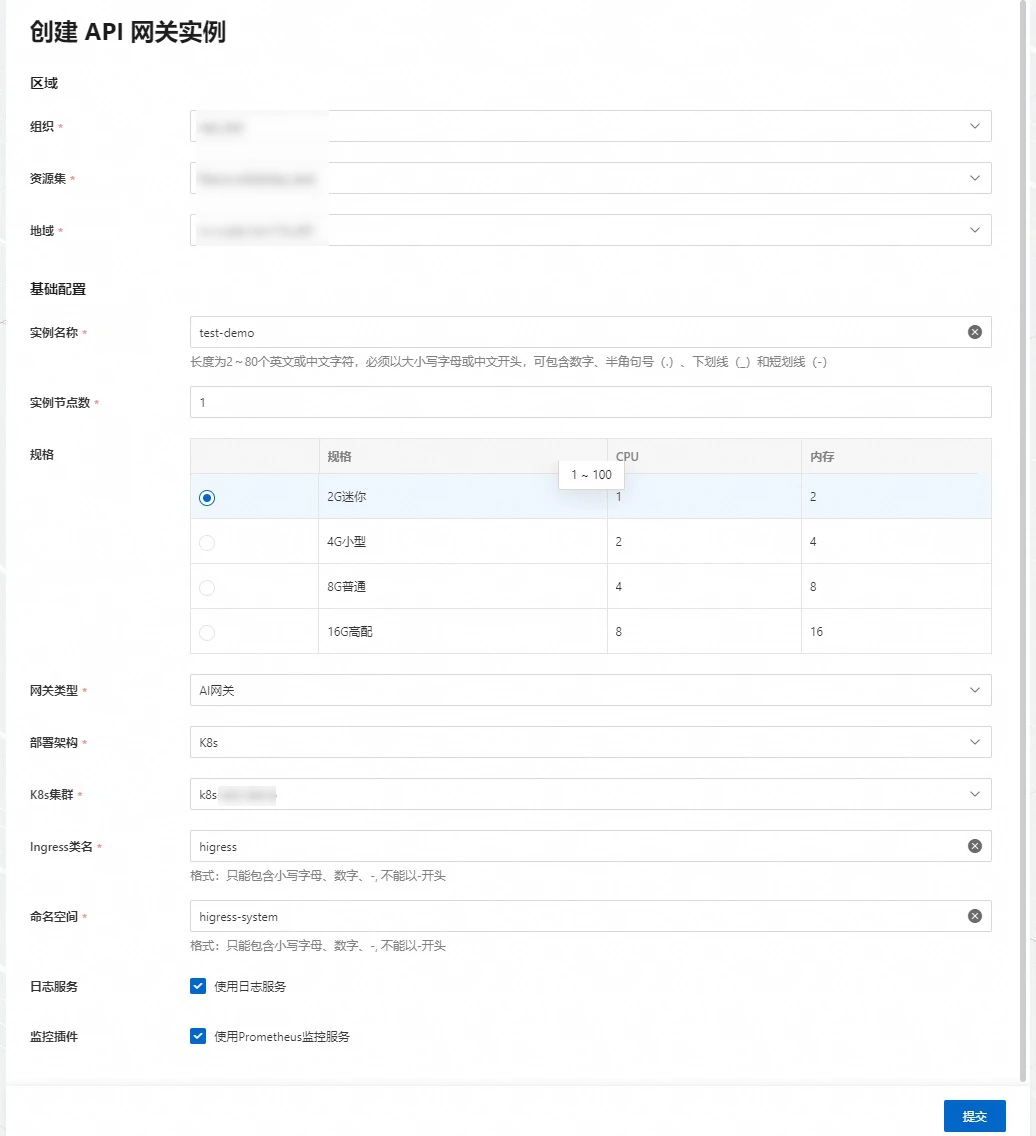 创建 API 网关实例
区域
组织 *
资源集 *
地域 *
基础配置
实例名称 * test-demo
长度为2～80个英文或中文字符，必须以大小写字母或中文开头，可包含数字、半角句号（.）、下划线（_）和短划线（-）
实例节点数 * 1
规格 规格 CPU 内存
1 ~ 100
2G迷你 1 2
4G小型 2 4
8G普通 4 8
16G高配 8 16
网关类型 * AI网关
部署架构 * K8s
K8s集群 * k8s
Ingress类名 * higress
格式：只能包含小写字母、数字、-, 不能以-开头
命名空间 * higress-system
格式：只能包含小写字母、数字、-, 不能以-开头
日志服务 使用日志服务
监控插件 使用Prometheus监控服务
提交